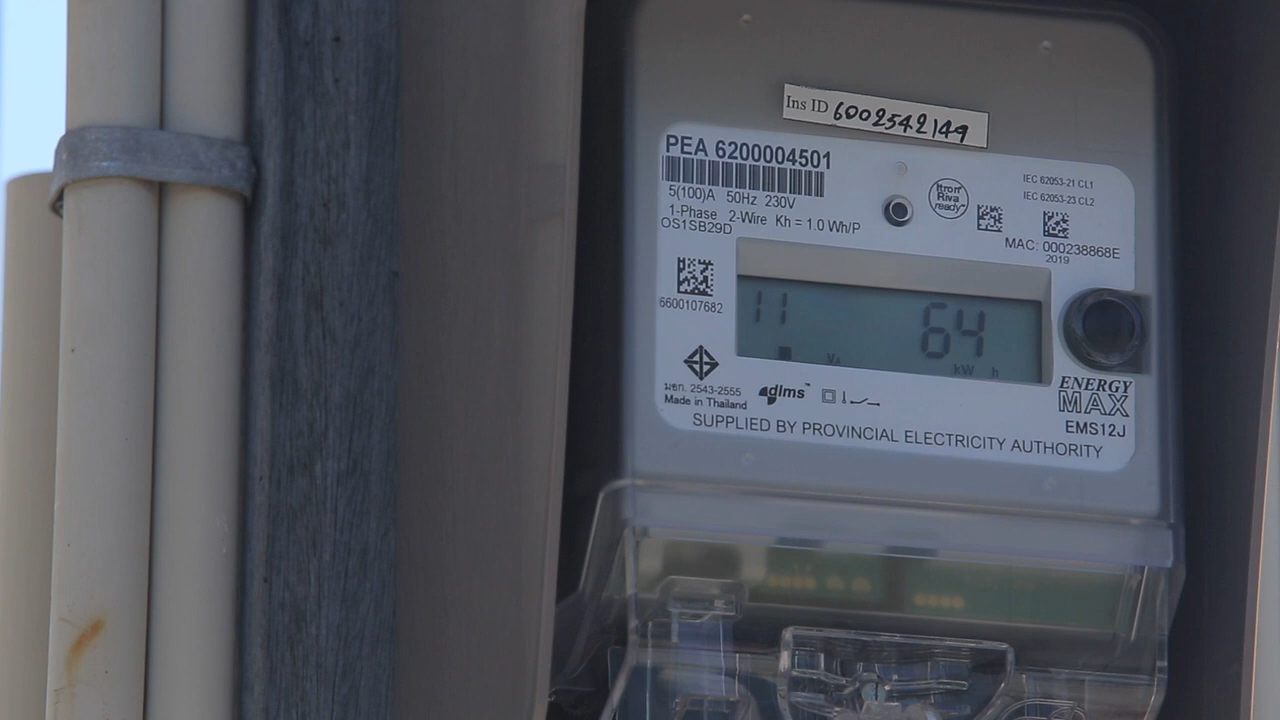 Ins ID 6002542149
PEA 6200004501
5(100)A 50Hz 230V
1-Phase 2-Wire Kh = 1.0 Wh/P
OS1SB29D
Itron
Riva
ready
IEC 62053-21 CL1
IEC 62053-23 CL2
MAC: 000238868E
2019
6600107682
11 64
kW h
มอก. 2543-2555
Made in Thailand
dlms™
ENERGY
MAX
EMS12J
SUPPLIED BY PROVINCIAL ELECTRICITY AUTHORITY